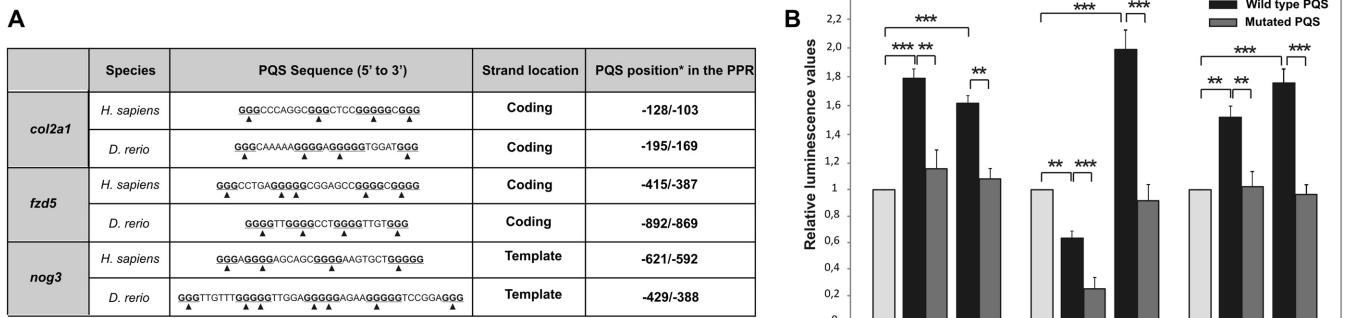 A
Species PQS Sequence (5' to 3') Strand location PQS position* in the PPR
col2a1
H. sapiens GGGCCCAGGCGGGCTCCGGGGGCGGG Coding -128/-103
D. rerio GGGCAAAAAGGGGAGGGGGTGGATGGG Coding -195/-169
fzd5
H. sapiens GGGCCTGAGGGGGCGGAGCCGGGGCGGGG Coding -415/-387
D. rerio GGGGTTGGGGCCTGGGGTTGTGGG Coding -892/-869
nog3
H. sapiens GGGAGGGGAGCAGCGGGGAAGTGCTGGGGG Template -621/-592
D. rerio GGGTTGTTTGGGGGTTGGAGGGGGAGAAGGGGGTCCGGAGGG Template -429/-388
B
Relative luminescence values
2,2
2
1,8
1,6
1,4
1,2
1
0,8
0,6
0,4
0,2
Wild type PQS
Mutated PQS
*** *** ** **
*** ** *** ***
*** ** ** ***